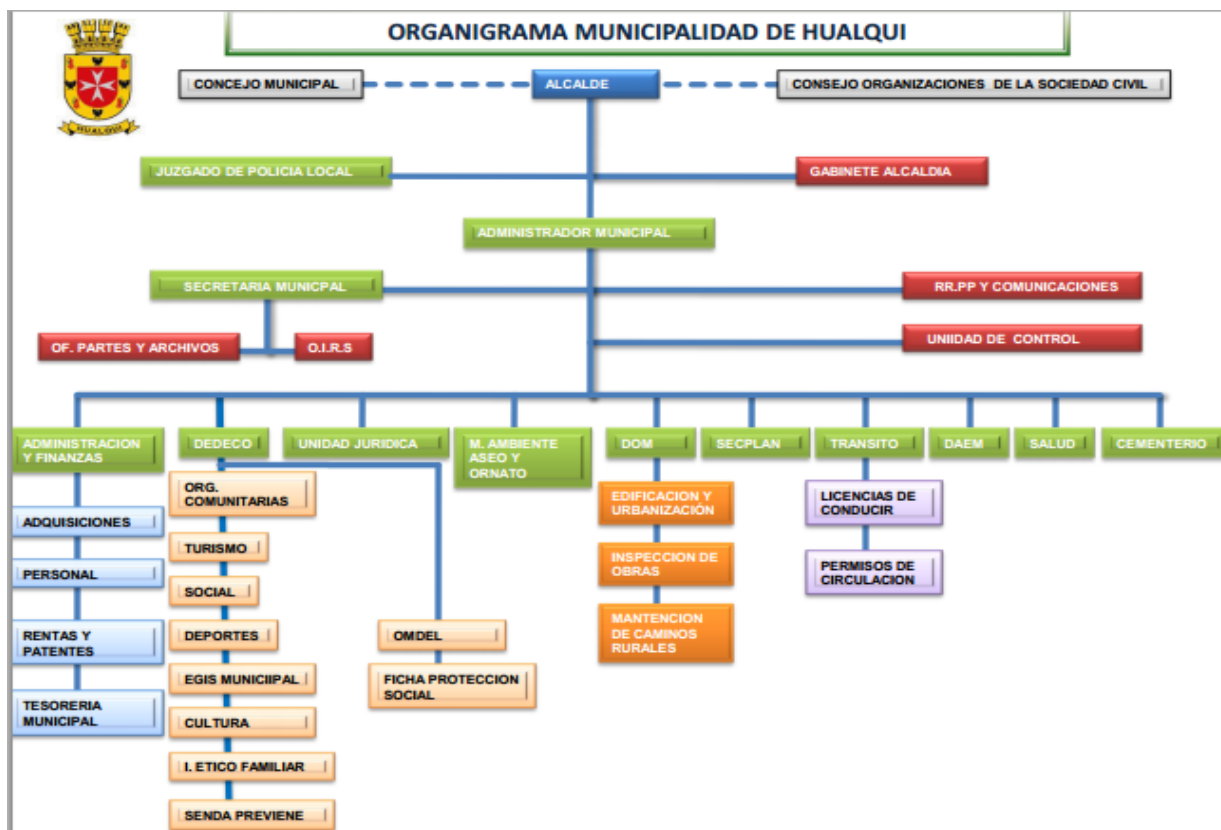 ORGANIGRAMA MUNICIPALIDAD DE HUALQUI
HUALQUI
CONCEJO MUNICIPAL
ALCALDE
CONSEJO ORGANIZACIONES DE LA SOCIEDAD CIVIL
JUZGADO DE POLICIA LOCAL
GABINETE ALCALDIA
ADMINISTRADOR MUNICIPAL
SECRETARIA MUNICPAL
RR.PP Y COMUNICACIONES
OF. PARTES Y ARCHIVOS
O.I.R.S
UNIIDAD DE CONTROL
ADMINISTRACION
Y FINANZAS
DEDECO
UNIDAD JURIDICA
M. AMBIENTE
ASEO Y
ORNATO
DOM
SECPLAN
TRANSITO
DAEM
SALUD
CEMENTERIO
ADQUISICIONES
PERSONAL
RENTAS Y
PATENTES
TESORERIA
MUNICIPAL
ORG.
COMUNITARIAS
TURISMO
SOCIAL
DEPORTES
EGIS MUNICIIPAL
CULTURA
I. ETICO FAMILIAR
SENDA PREVIENE
OMDEL
FICHA PROTECCION
SOCIAL
EDIFICACION Y
URBANIZACIÓN
INSPECCION DE
OBRAS
MANTENCION
DE CAMINOS
RURALES
LICENCIAS DE
CONDUCIR
PERMISOS DE
CIRCULACION